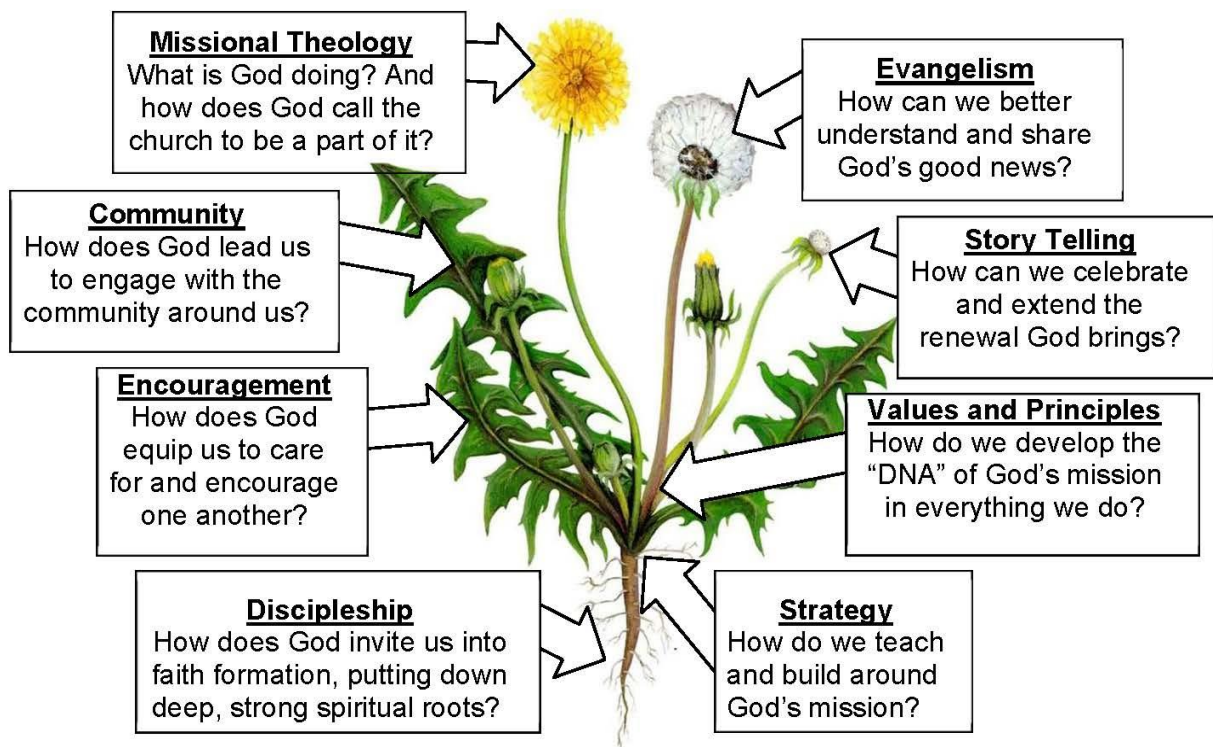 Missional Theology
What is God doing? And
how does God call the
church to be a part of it?
Evangelism
How can we better
understand and share
God’s good news?
Community
How does God lead us
to engage with the
community around us?
Story Telling
How can we celebrate
and extend the
renewal God brings?
Encouragement
How does God
equip us to care
for and encourage
one another?
Values and Principles
How do we develop the
“DNA” of God’s mission
in everything we do?
Discipleship
How does God invite us into
faith formation, putting down
deep, strong spiritual roots?
Strategy
How do we teach
and build around
God’s mission?